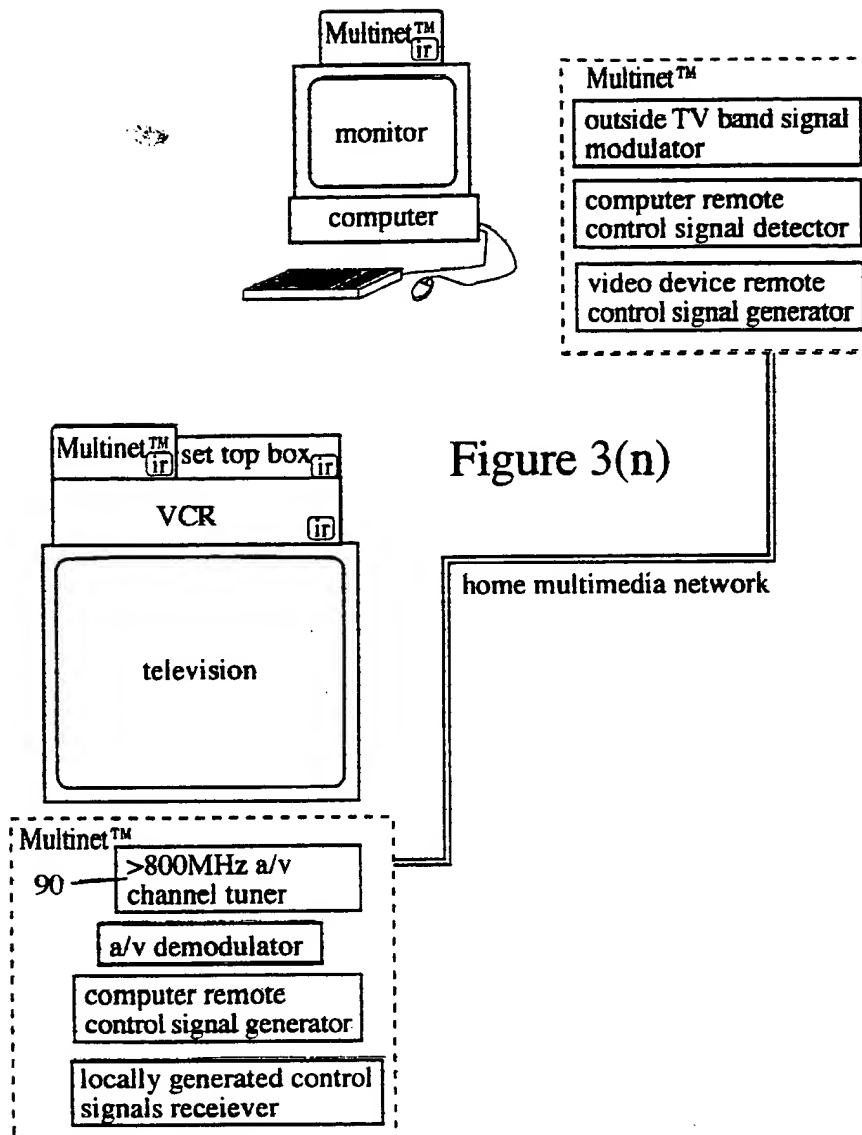 Multinet™
ir
monitor
computer
Multinet™
outside TV band signal
modulator
computer remote
control signal detector
video device remote
control signal generator
Multinet™
ir
set top box
ir
VCR
ir
Figure 3(n)
home multimedia network
television
Multinet™
90
>800MHz a/v
channel tuner
a/v demodulator
computer remote
control signal generator
locally generated control
signals receiever